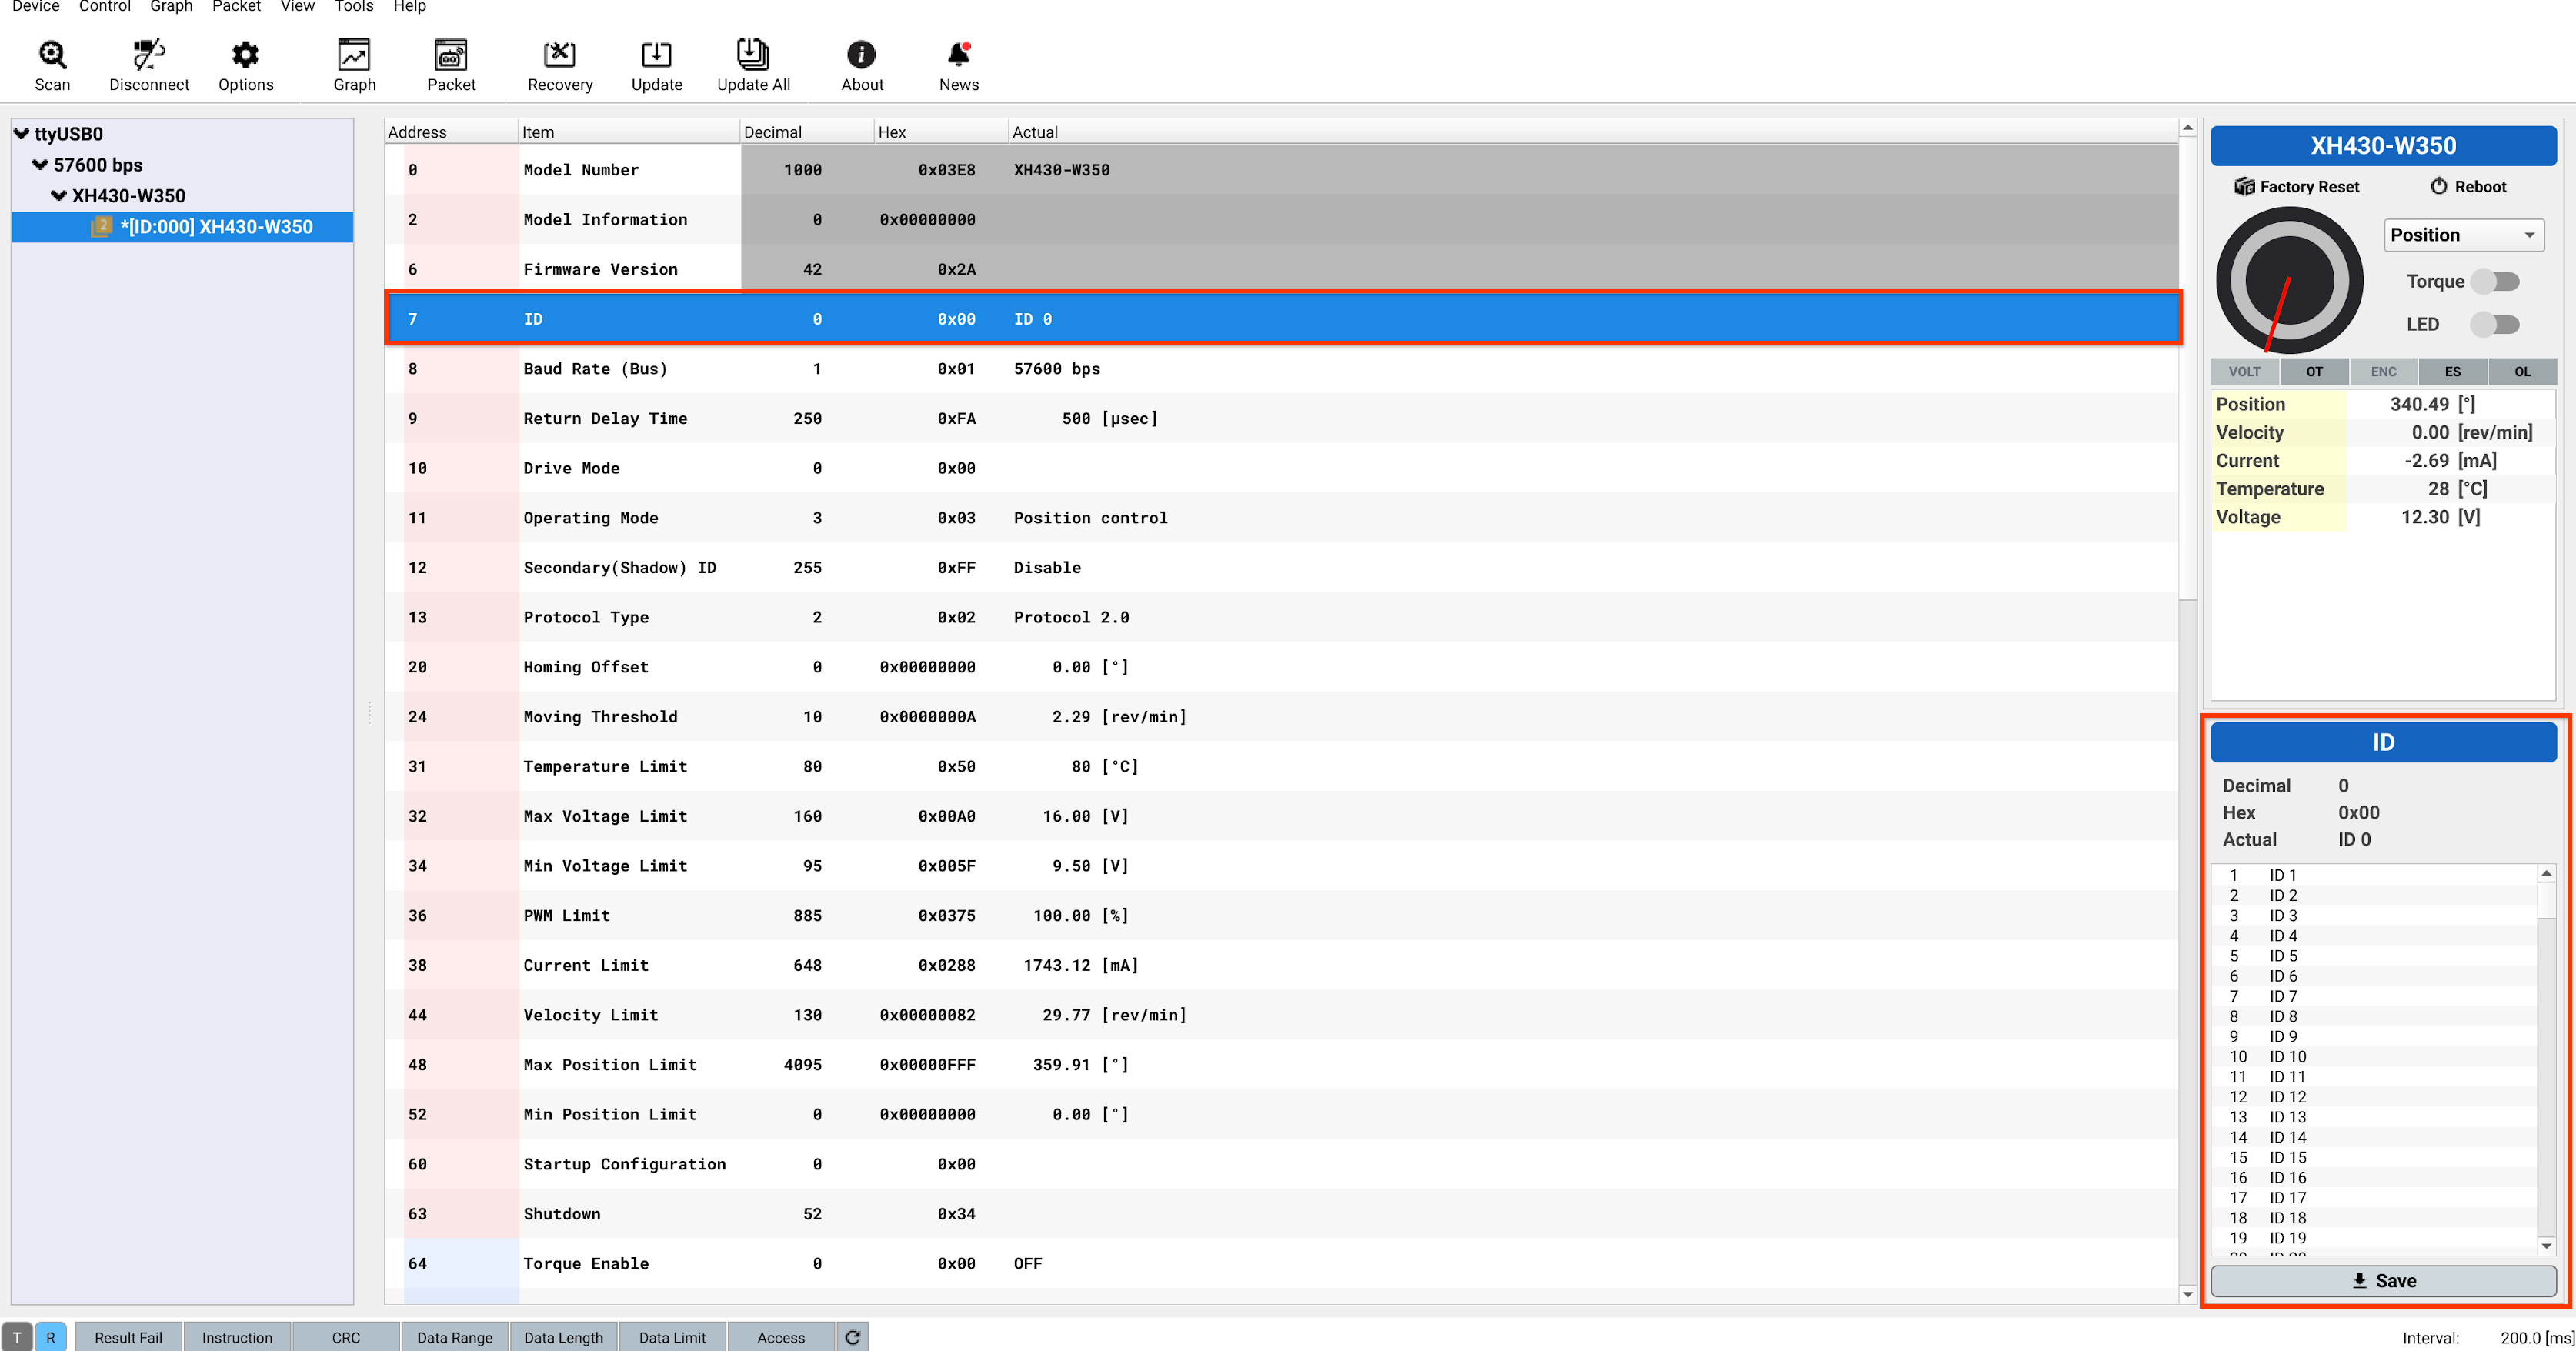 Device Control Graph Packet View Tools Help
Scan Disconnect Options Graph Packet Recovery Update Update All About News
ttyUSB0
57600 bps
XH430-W350
2 *[ID:000] XH430-W350
Address Item Decimal Hex Actual
0 Model Number 1000 0x03E8 XH430-W350
2 Model Information 0 0x00000000
6 Firmware Version 42 0x2A
7 ID 0 0x00 ID 0
8 Baud Rate (Bus) 1 0x01 57600 bps
9 Return Delay Time 250 0xFA 500 [μsec]
10 Drive Mode 0 0x00
11 Operating Mode 3 0x03 Position control
12 Secondary(Shadow) ID 255 0xFF Disable
13 Protocol Type 2 0x02 Protocol 2.0
20 Homing Offset 0 0x00000000 0.00 [°]
24 Moving Threshold 10 0x0000000A 2.29 [rev/min]
31 Temperature Limit 80 0x50 80 [°C]
32 Max Voltage Limit 160 0x00A0 16.00 [V]
34 Min Voltage Limit 95 0x005F 9.50 [V]
36 PWM Limit 885 0x0375 100.00 [%]
38 Current Limit 648 0x0288 1743.12 [mA]
44 Velocity Limit 130 0x00000082 29.77 [rev/min]
48 Max Position Limit 4095 0x00000FFF 359.91 [°]
52 Min Position Limit 0 0x00000000 0.00 [°]
60 Startup Configuration 0 0x00
63 Shutdown 52 0x34
64 Torque Enable 0 0x00 OFF
XH430-W350
Factory Reset Reboot
Position
Torque
LED
VOLT OT ENC ES OL
Position 340.49 [°]
Velocity 0.00 [rev/min]
Current -2.69 [mA]
Temperature 28 [°C]
Voltage 12.30 [V]
ID
Decimal 0
Hex 0x00
Actual ID 0
1 ID 1
2 ID 2
3 ID 3
4 ID 4
5 ID 5
6 ID 6
7 ID 7
8 ID 8
9 ID 9
10 ID 10
11 ID 11
12 ID 12
13 ID 13
14 ID 14
15 ID 15
16 ID 16
17 ID 17
18 ID 18
19 ID 19
Save
T R Result Fail Instruction CRC Data Range Data Length Data Limit Access Interval: 200.0 [ms]